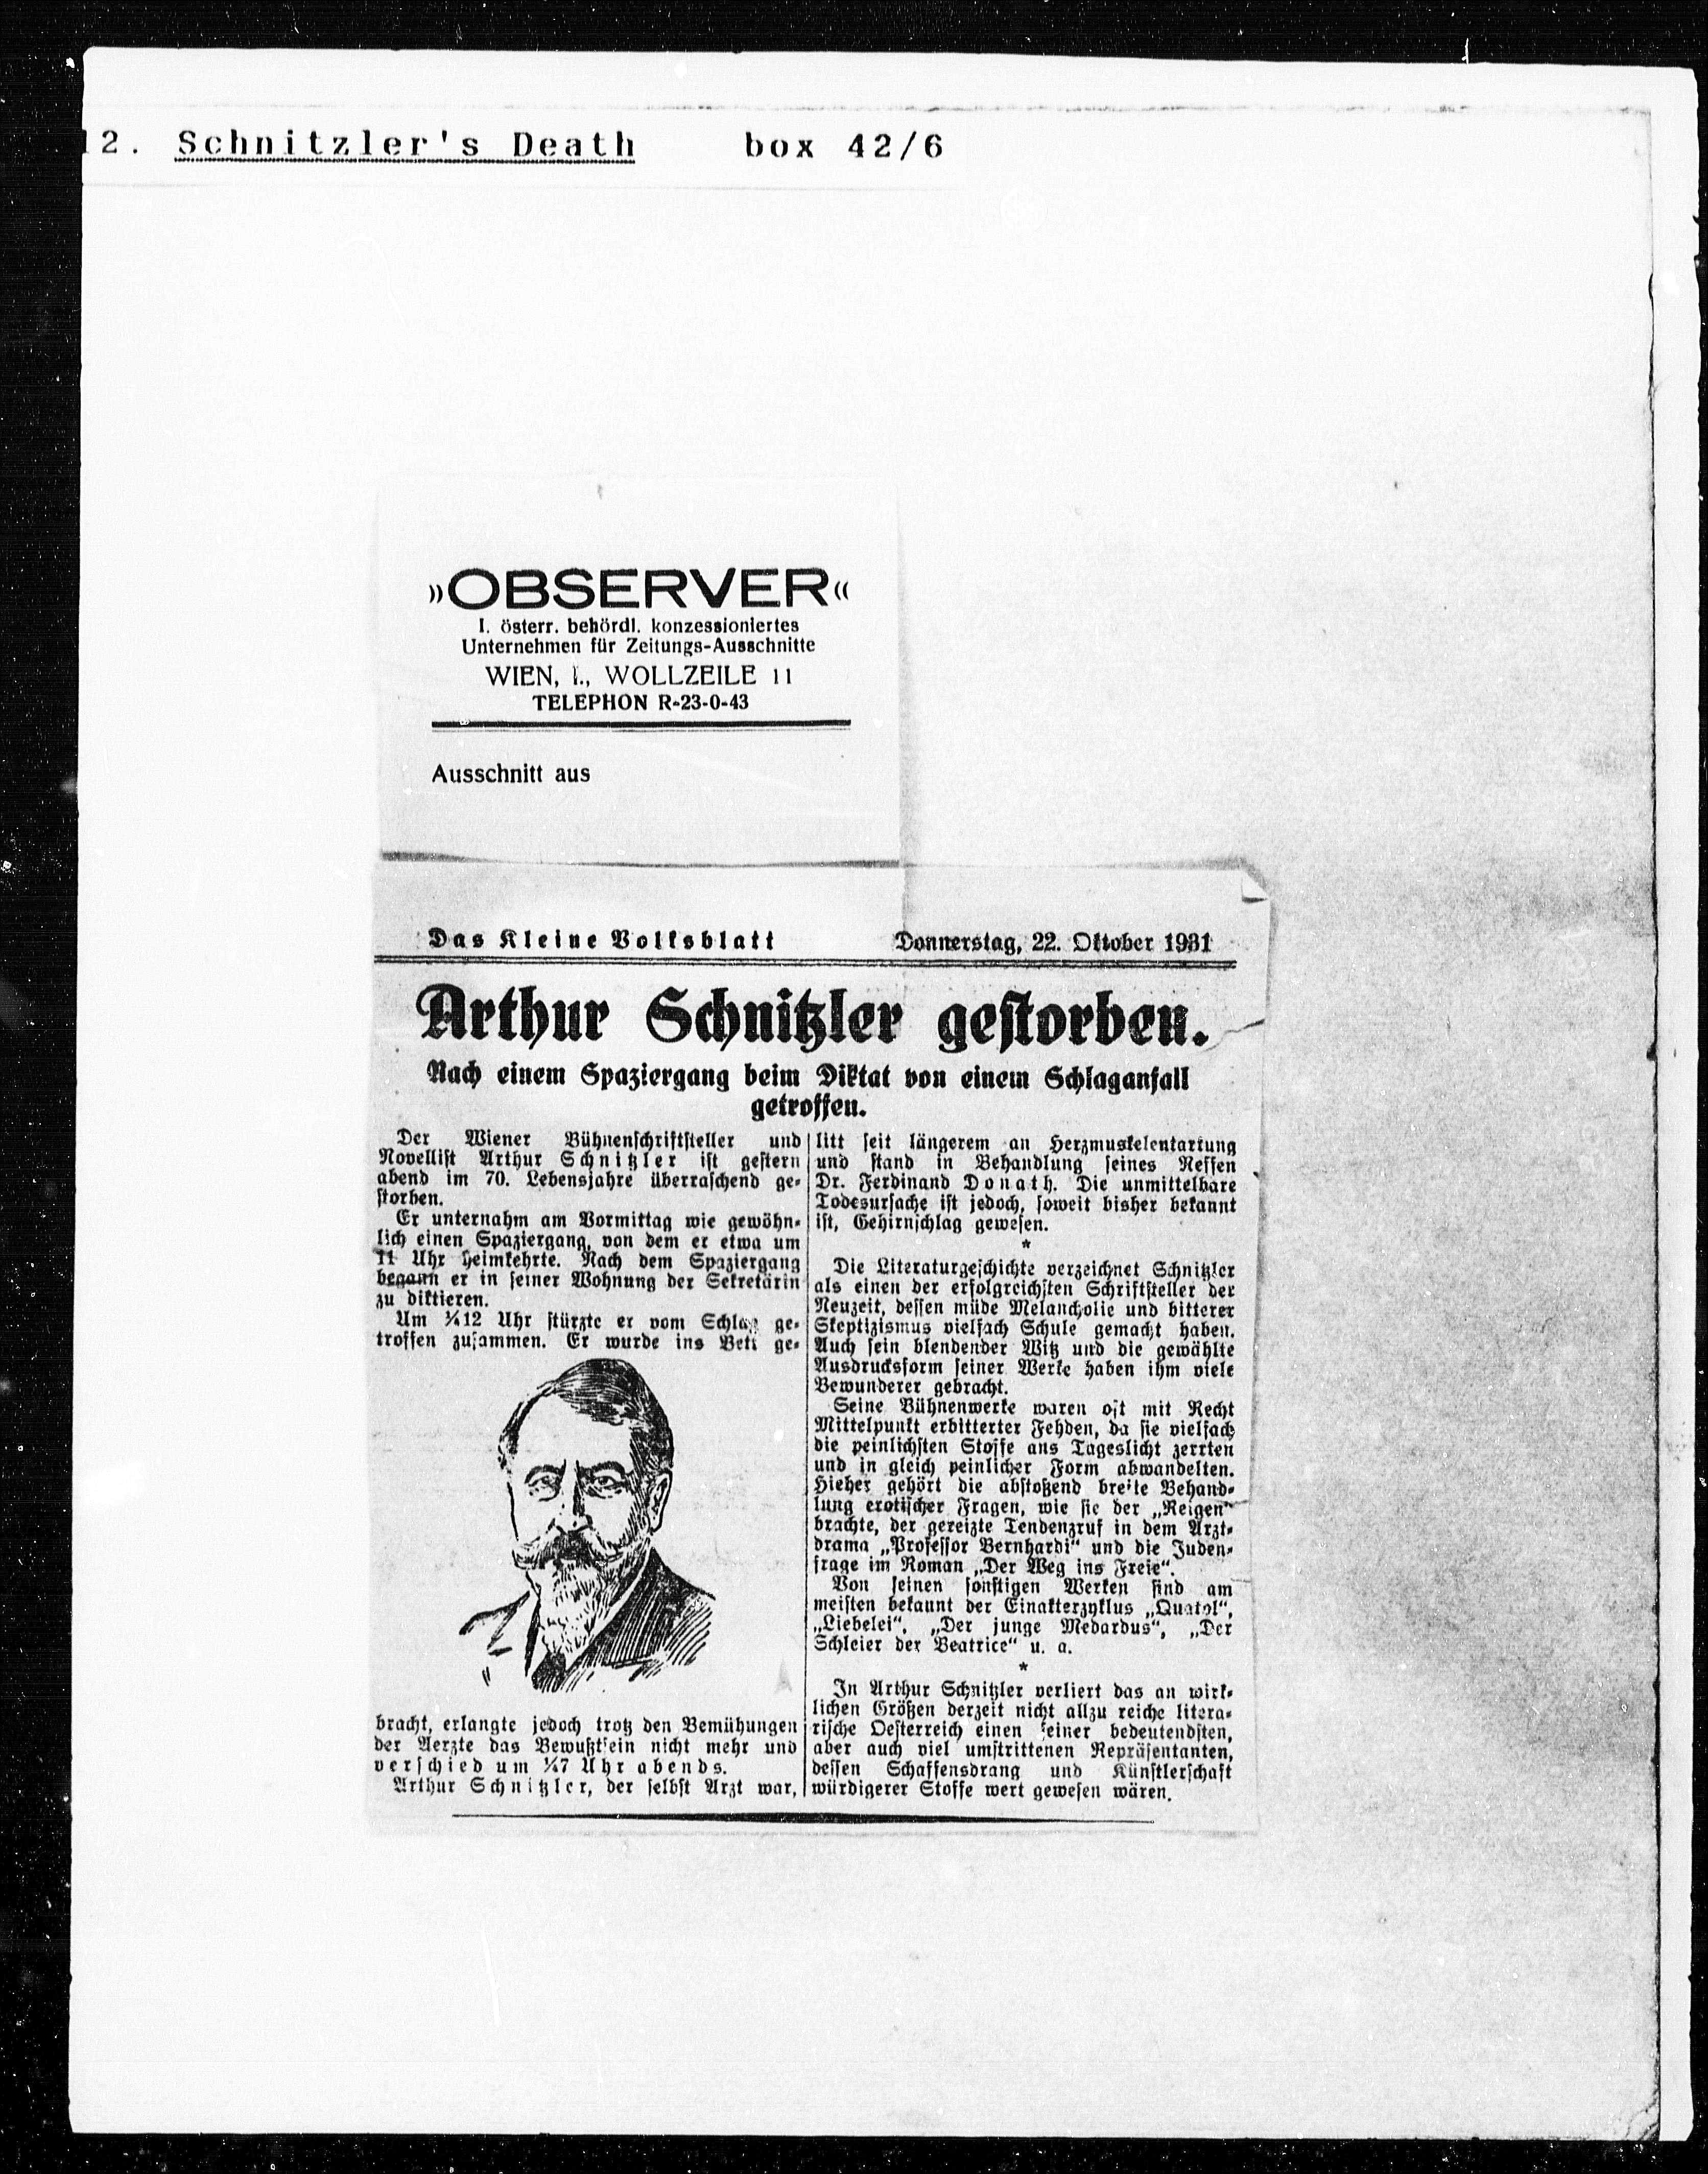 12. Schnitzler's Death box 42/6
»OBSERVER«
I. österr. behördl. konzessioniertes
Unternehmen für Zeitungs-Ausschnitte
WIEN, I., WOLLZEILE 11
TELEPHON R-23-0-43
Ausschnitt aus
Das Kleine Volksblatt Donnerstag, 22. Oktober 1931
Arthur Schnitzler gestorben.
Nach einem Spaziergang beim Diktat von einem Schlaganfall
getroffen.
Der Wiener Bühnenschriftsteller und
Novellist Arthur Schnitzler ist gestern
abend im 70. Lebensjahre überraschend ge-
storben.
Er unternahm am Vormittag wie gewöhn-
lich einen Spaziergang, von dem er etwa um
11 Uhr heimkehrte. Nach dem Spaziergang
begann er in seiner Wohnung der Sekretärin
zu diktieren.
Um ¾12 Uhr stürzte er vom Schlag ge-
troffen zusammen. Er wurde ins Bett ge-
bracht, erlangte jedoch trotz den Bemühungen
der Aerzte das Bewußtsein nicht mehr und
verschied um ¾7 Uhr abends.
Arthur Schnitzler, der selbst Arzt war,
litt seit längerem an Herzmuskelentartung
und stand in Behandlung seines Neffen
Dr. Ferdinand Donath. Die unmittelbare
Todesursache ist jedoch, soweit bisher bekannt
ist, Gehirnschlag gewesen.
*
Die Literaturgeschichte verzeichnet Schnitzler
als einen der erfolgreichsten Schriftsteller der
Neuzeit, dessen müde Melancholie und bitterer
Skeptizismus vielfach Schule gemacht haben.
Auch sein blendender Witz und die gewählte
Ausdrucksform seiner Werke haben ihm viele
Bewunderer gebracht.
Seine Bühnenwerke waren oft mit Recht
Mittelpunkt erbitterter Fehden, da sie vielfach
die peinlichsten Stoffe ans Tageslicht zerrten
und in gleich peinlicher Form abwandelten.
Hieher gehört die abstoßend breite Behand-
lung erotischer Fragen, wie sie der „Reigen“
brachte, der gereizte Tendenzruf in dem Arzt-
drama „Professor Bernhardi“ und die Juden-
frage im Roman „Der Weg ins Freie“.
Von seinen sonstigen Werken sind am
meisten bekannt der Einakterzyklus „Quatol“,
„Liebelei“, „Der junge Medardus“, „Der
Schleier der Beatrice“ u. a.
*
In Arthur Schnitzler verliert das an wirk-
lichen Größen derzeit nicht allzu reiche litera-
rische Oesterreich einen seiner bedeutendsten,
aber auch viel umstrittenen Repräsentanten,
dessen Schaffensdrang und Künstlerschaft
würdigerer Stoffe wert gewesen wären.